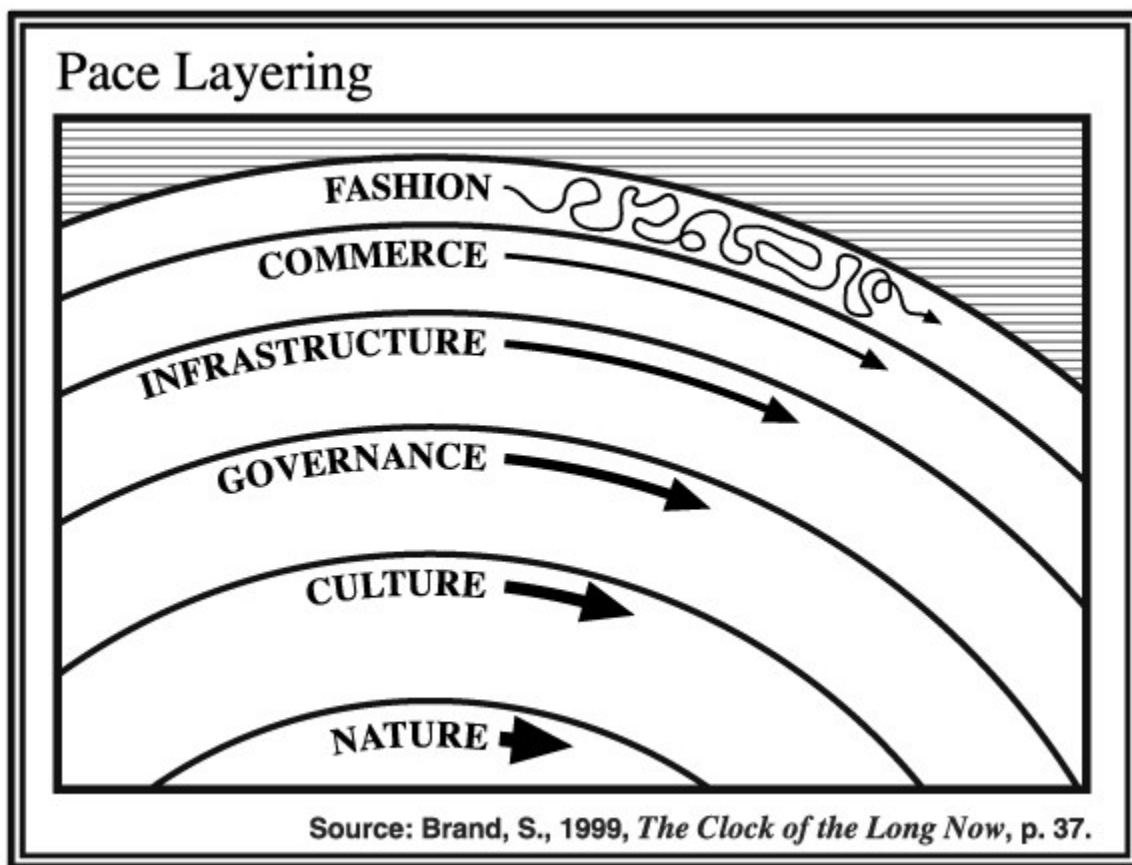 Pace Layering
FASHION
COMMERCE
INFRASTRUCTURE
GOVERNANCE
CULTURE
NATURE
Source: Brand, S., 1999, The Clock of the Long Now, p. 37.